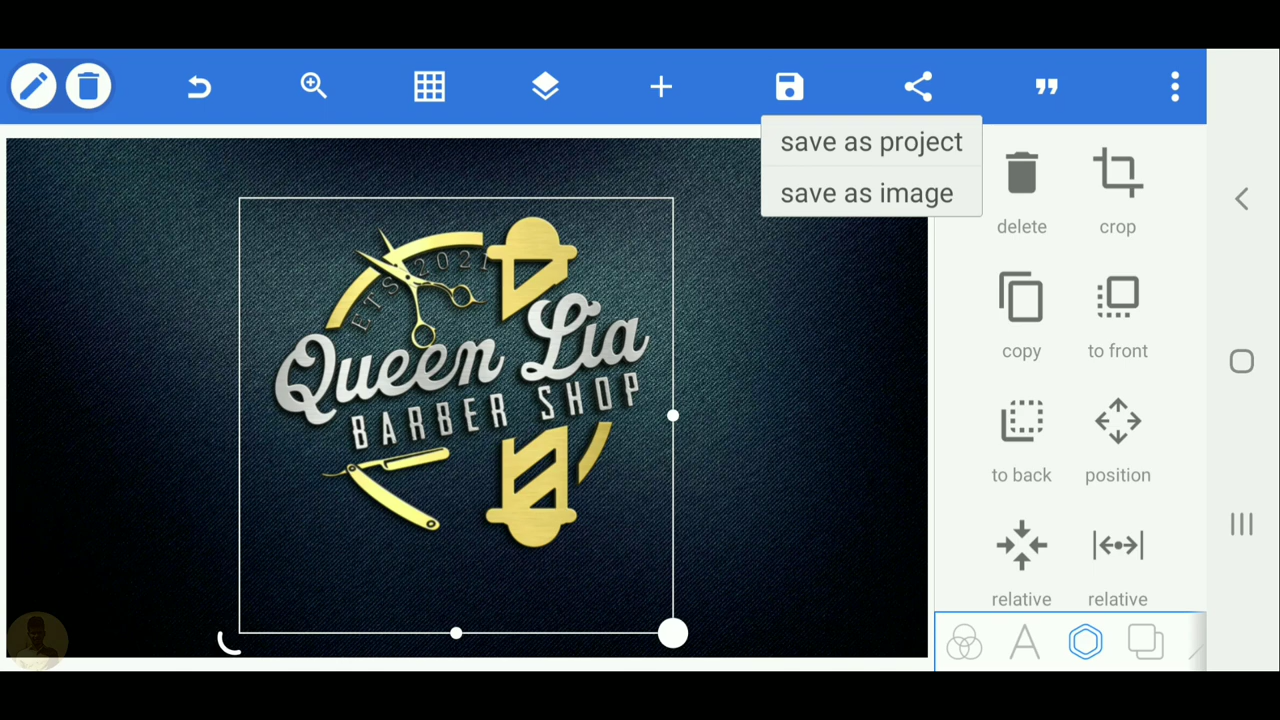 save as project
save as image
delete
crop
copy
to front
to back
position
relative
relative
ETS 2021
Queen Lia
BARBER SHOP